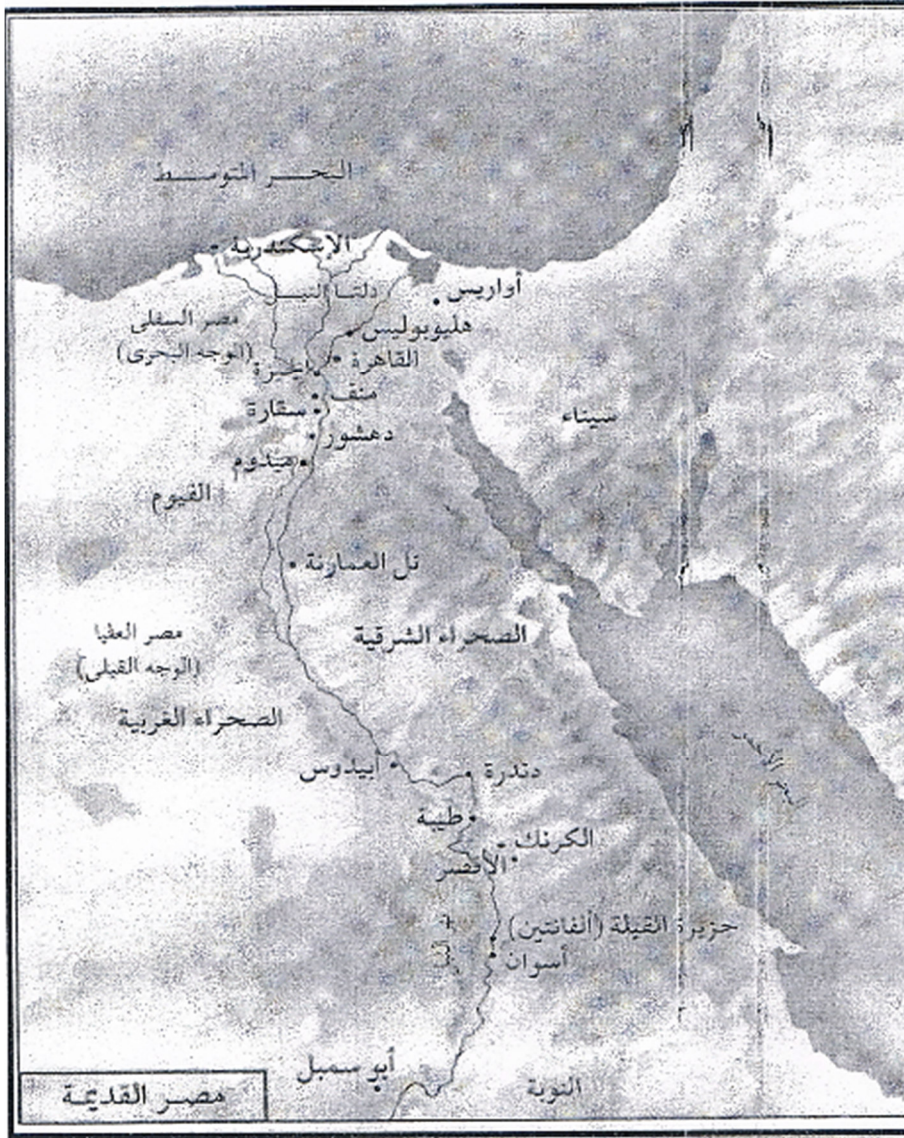 البحر المتوسط
الإسكندرية
دلتا النيل
أواريس
مصر السفلى
(الوجه البحرى)
هليوبوليس
القاهرة
الجيزة
منف
سقارة
سيناء
دهشور
ميدوم
الفيوم
تل العمارنة
مصر العليا
(الوجه القبلى)
الصحراء الشرقية
الصحراء الغربية
أبيدوس
دندرة
طيبة
الكرنك
الأقصر
جزيرة الفيلة (ألفانتين)
أسوان
أبو سمبل
النوبة
مصر القديمة